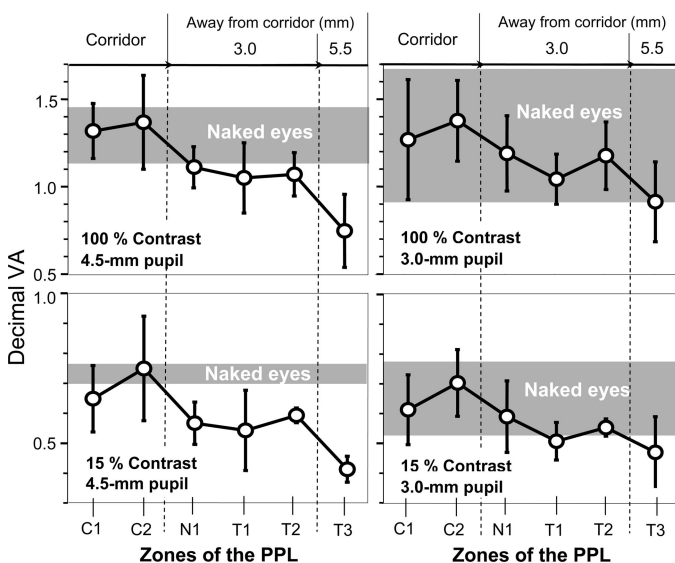 Away from corridor (mm)
Corridor
3.0
5.5
Away from corridor (mm)
Corridor
3.0
5.5
Decimal VA
1.5
1.0
0.5
Naked eyes
100 % Contrast
4.5-mm pupil
Naked eyes
100 % Contrast
3.0-mm pupil
1.0
0.5
Naked eyes
15 % Contrast
4.5-mm pupil
Naked eyes
15 % Contrast
3.0-mm pupil
C1 C2 N1 T1 T2 T3
C1 C2 N1 T1 T2 T3
Zones of the PPL
Zones of the PPL